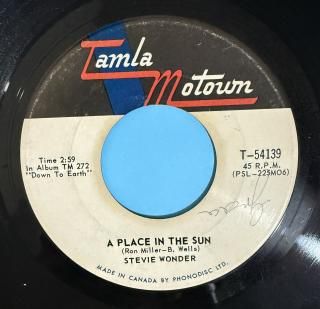 Tamla
Motown
Time 2:59
In Album TM 272
"Down To Earth"
T-54139
45 R.P.M.
(PSL-225M06)
A PLACE IN THE SUN
(Ron Miller-B. Wells)
STEVIE WONDER
MADE IN CANADA BY PHONODISC LTD.